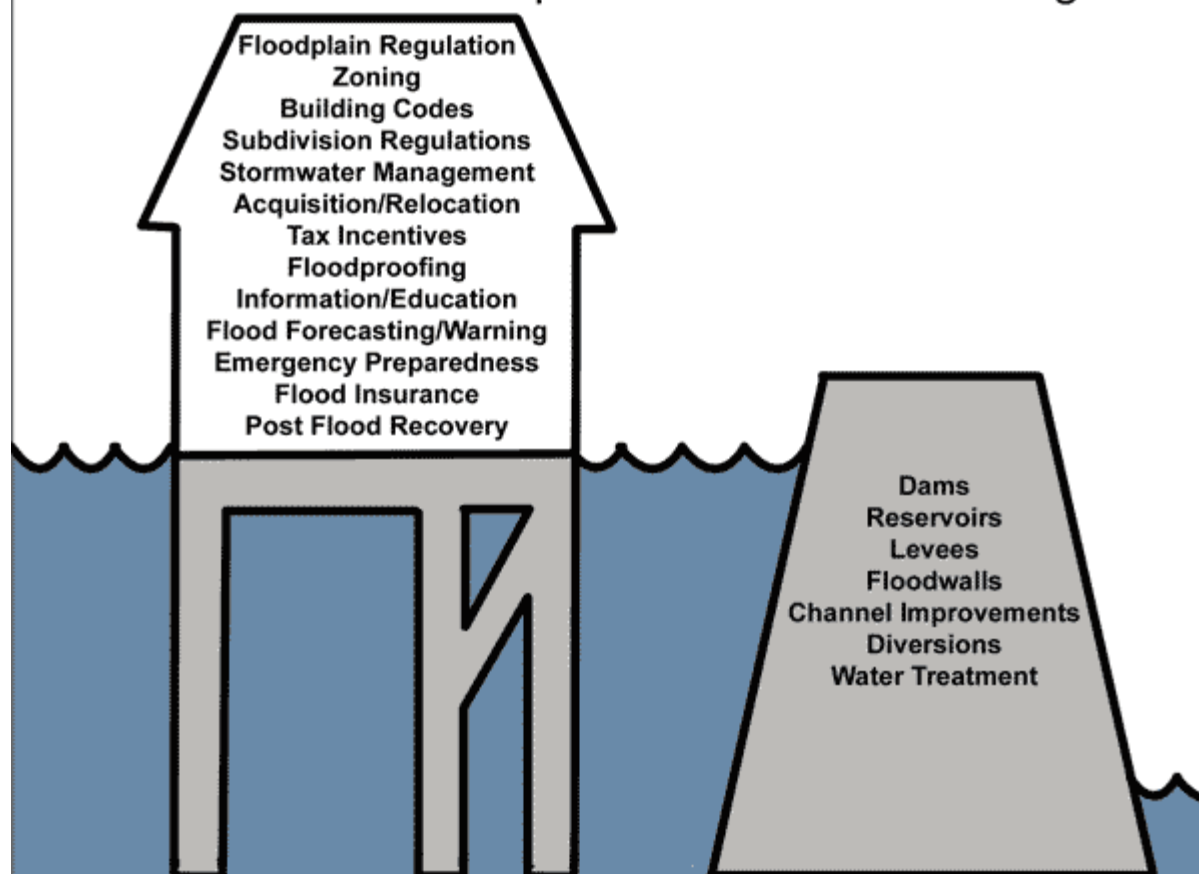 Floodplain Regulation
Zoning
Building Codes
Subdivision Regulations
Stormwater Management
Acquisition/Relocation
Tax Incentives
Floodproofing
Information/Education
Flood Forecasting/Warning
Emergency Preparedness
Flood Insurance
Post Flood Recovery
Dams
Reservoirs
Levees
Floodwalls
Channel Improvements
Diversions
Water Treatment